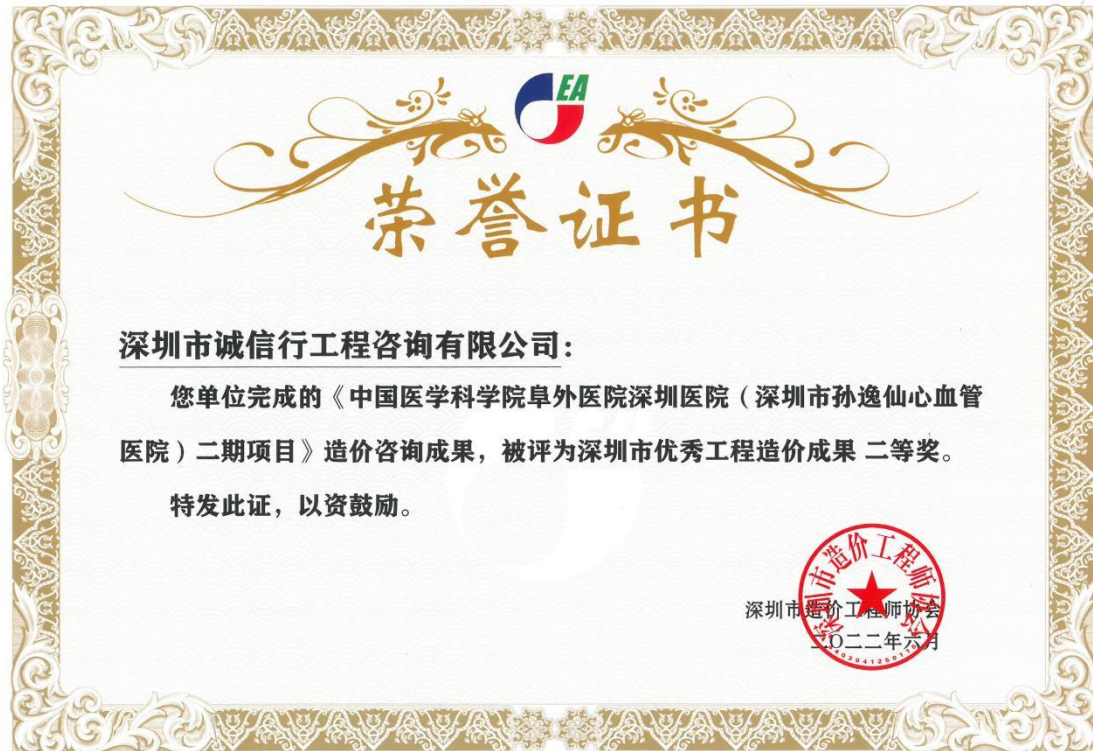 EA
荣誉证书
深圳市诚信行工程咨询有限公司：
您单位完成的《中国医学科学院阜外医院深圳医院（深圳市孙逸仙心血管
医院）二期项目》造价咨询成果，被评为深圳市优秀工程造价成果 二等奖。
特发此证，以资鼓励。
深圳市造价工程师协会
深圳市造价工程师协会
二〇二二年六月